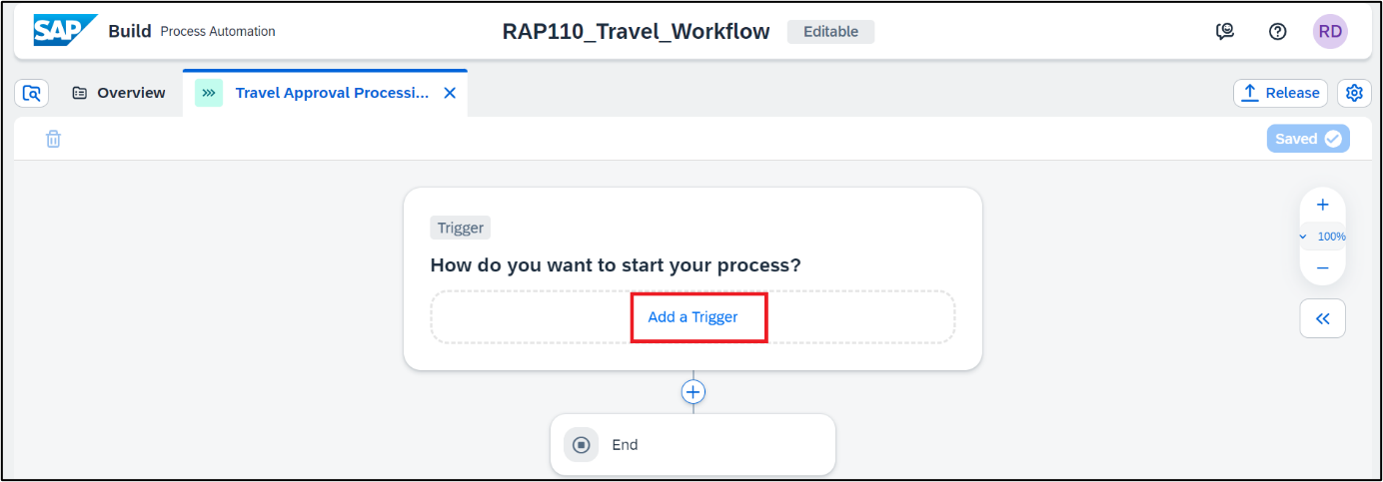 SAP Build Process Automation RAP110_Travel_Workflow Editable RD
Overview Travel Approval Processi... Release
Saved
Trigger
How do you want to start your process?
Add a Trigger
100%
End